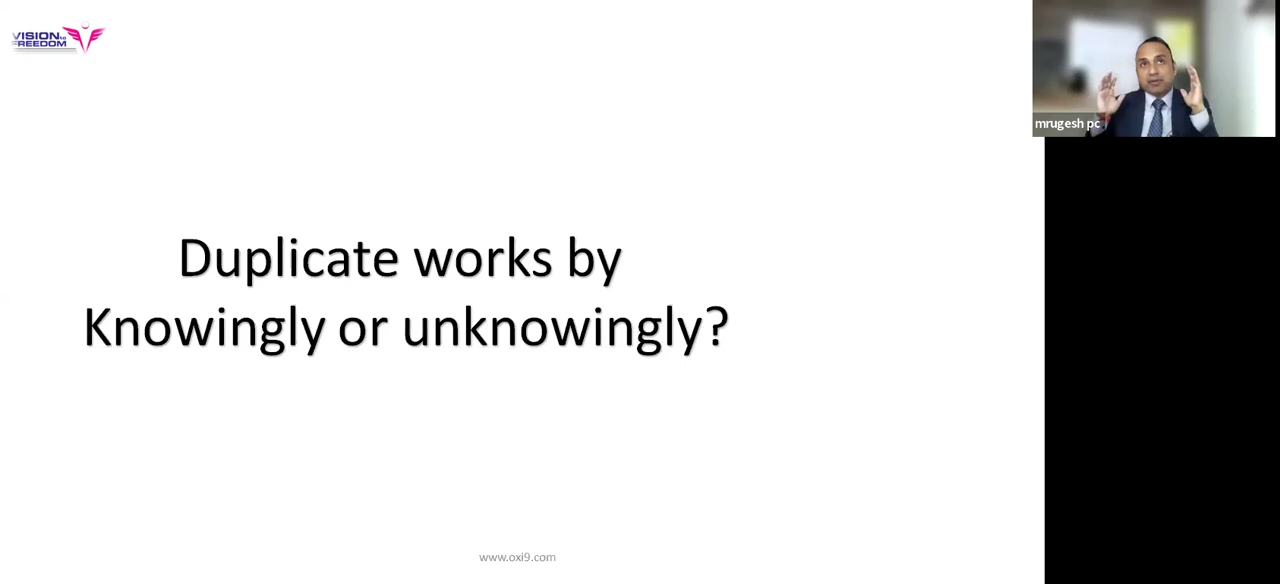 VISION to
FREEDOM
mrugesh pc
Duplicate works by
Knowingly or unknowingly?
www.oxi9.com